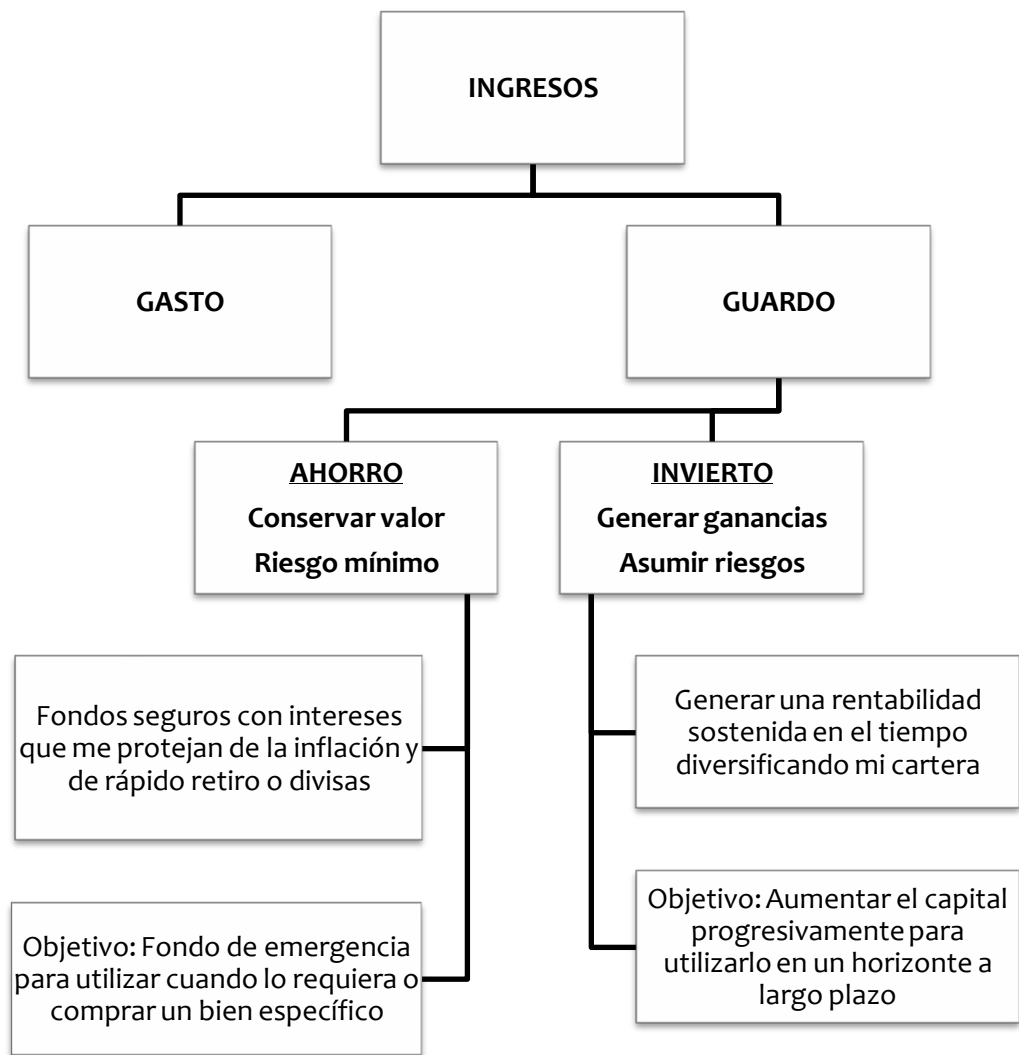 INGRESOS
GASTO
GUARDO
AHORRO
Conservar valor
Riesgo mínimo
INVIERTO
Generar ganancias
Asumir riesgos
Fondos seguros con intereses
que me protejan de la inflación y
de rápido retiro o divisas
Generar una rentabilidad
sostenida en el tiempo
diversificando mi cartera
Objetivo: Fondo de emergencia
para utilizar cuando lo requiera o
comprar un bien específico
Objetivo: Aumentar el capital
progresivamente para
utilizarlo en un horizonte a
largo plazo